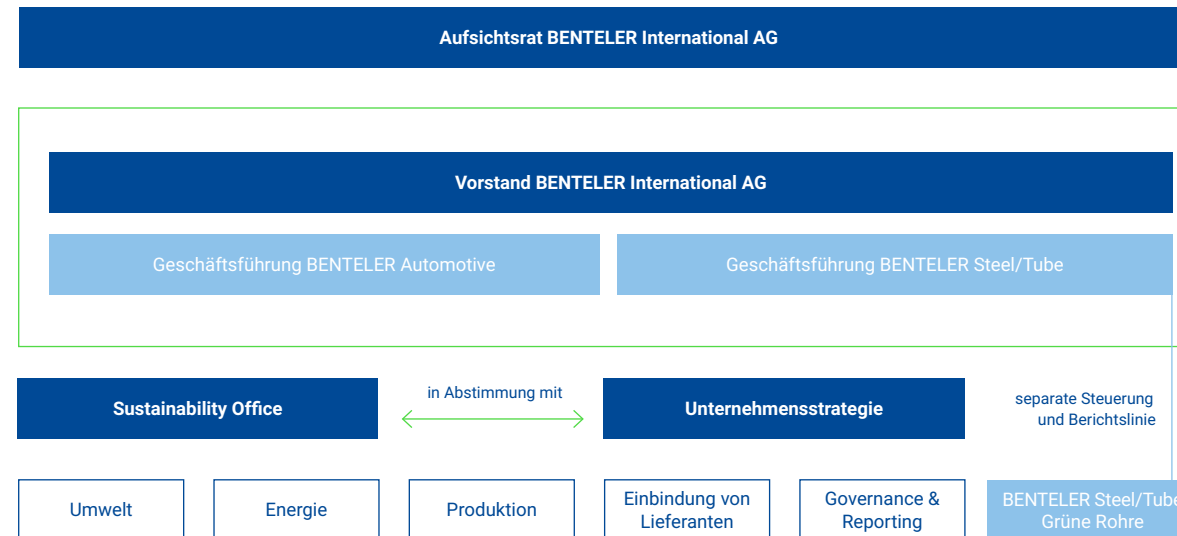 Aufsichtsrat BENTELER International AG
Vorstand BENTELER International AG
Geschäftsführung BENTELER Automotive
Geschäftsführung BENTELER Steel/Tube
Sustainability Office
in Abstimmung mit
Unternehmensstrategie
separate Steuerung
und Berichtslinie
Umwelt
Energie
Produktion
Einbindung von
Lieferanten
Governance &
Reporting
BENTELER Steel/Tube
Grüne Rohre